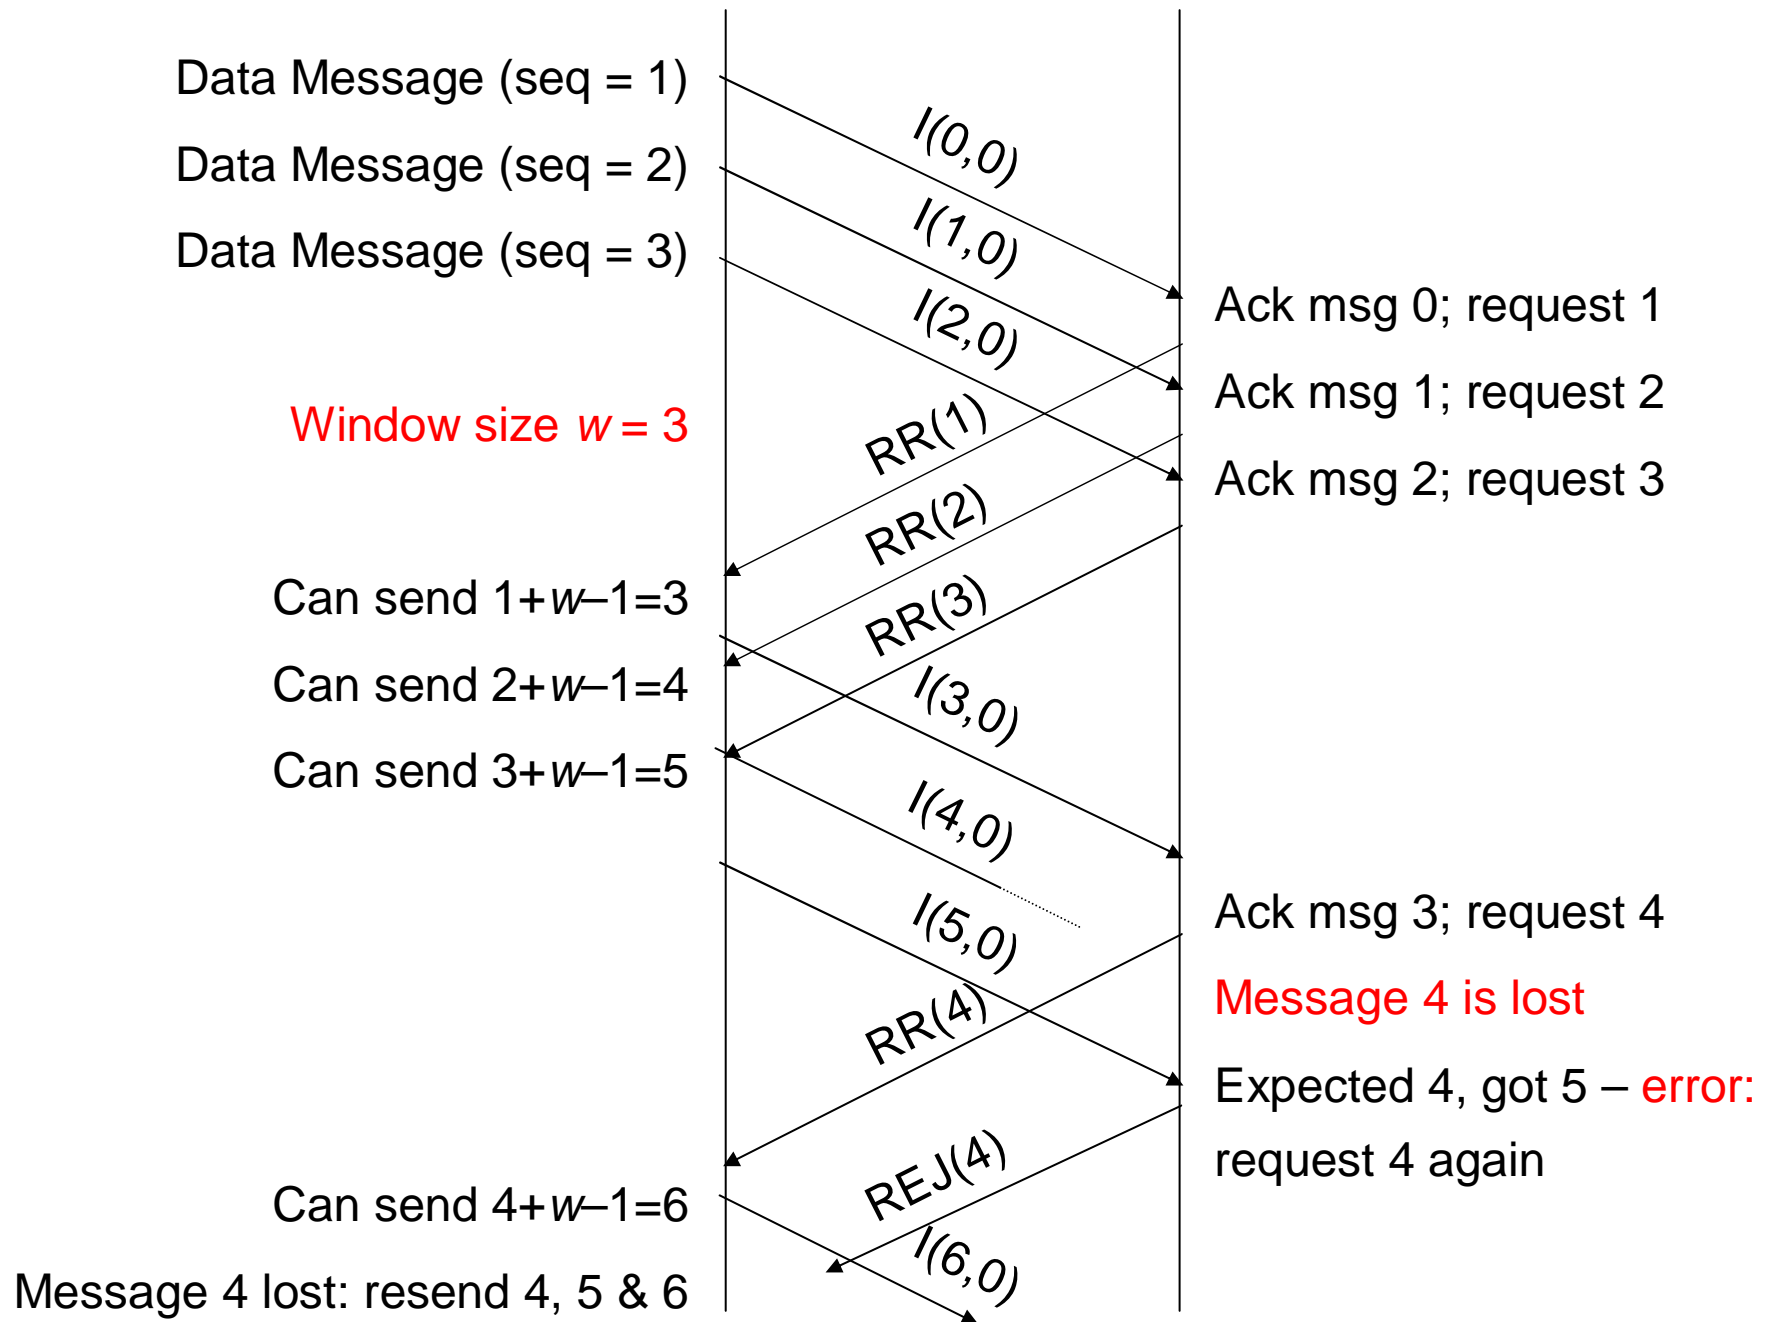 Data Message (seq = 1)
I(0,0)
Data Message (seq = 2)
I(1,0)
Data Message (seq = 3)
I(2,0)
Ack msg 0; request 1
Ack msg 1; request 2
Window size w = 3
RR(1)
Ack msg 2; request 3
RR(2)
Can send 1+w–1=3
RR(3)
Can send 2+w–1=4
I(3,0)
Can send 3+w–1=5
I(4,0)
Ack msg 3; request 4
I(5,0)
Message 4 is lost
RR(4)
Expected 4, got 5 – error:
request 4 again
REJ(4)
Can send 4+w–1=6
I(6,0)
Message 4 lost: resend 4, 5 & 6